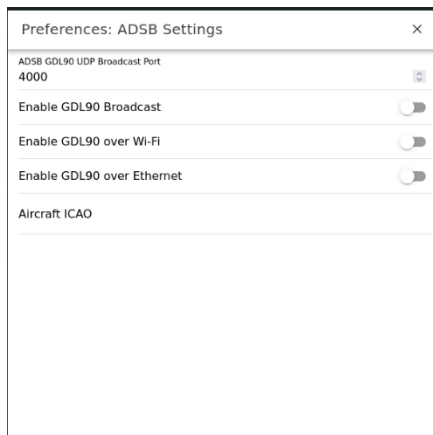 Preferences: ADSB Settings
ADSB GDL90 UDP Broadcast Port
4000
Enable GDL90 Broadcast
Enable GDL90 over Wi-Fi
Enable GDL90 over Ethernet
Aircraft ICAO